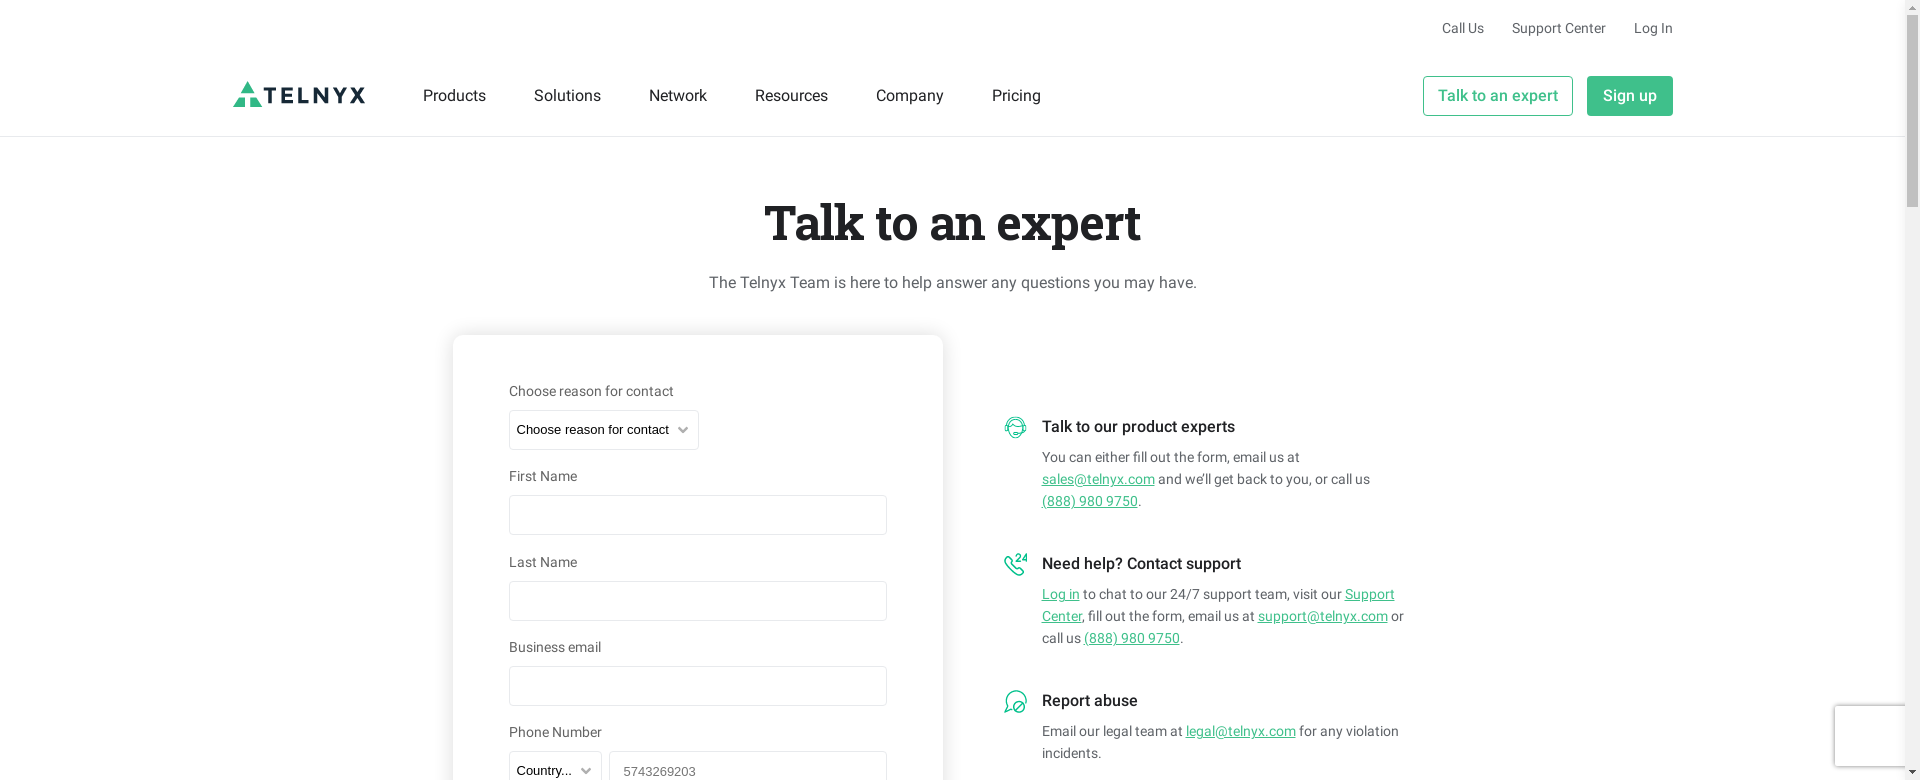 Call Us
Support Center
Log In
TELNYX
Products
Solutions
Network
Resources
Company
Pricing
Talk to an expert
Sign up
Talk to an expert
The Telnyx Team is here to help answer any questions you may have.
Choose reason for contact
Choose reason for contact
First Name
Last Name
Business email
Phone Number
Country...
5743269203
Talk to our product experts
You can either fill out the form, email us at
sales@telnyx.com and we’ll get back to you, or call us
(888) 980 9750.
24
Need help? Contact support
Log in to chat to our 24/7 support team, visit our Support
Center, fill out the form, email us at support@telnyx.com or
call us (888) 980 9750.
Report abuse
Email our legal team at legal@telnyx.com for any violation
incidents.